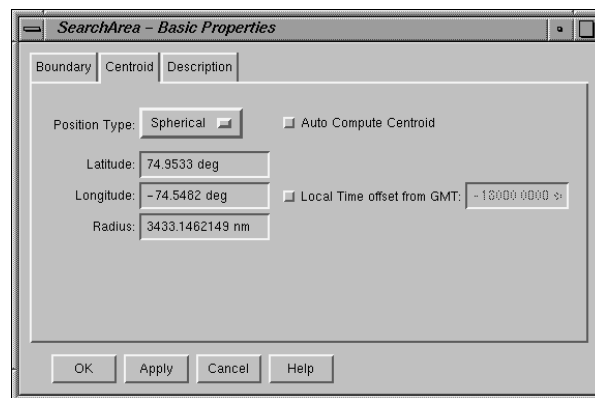 SearchArea – Basic Properties
Boundary Centroid Description
Position Type: Spherical Auto Compute Centroid
Latitude: 74.9533 deg
Longitude: -74.5482 deg Local Time offset from GMT: -18000.0000
Radius: 3433.1462149 nm
OK Apply Cancel Help